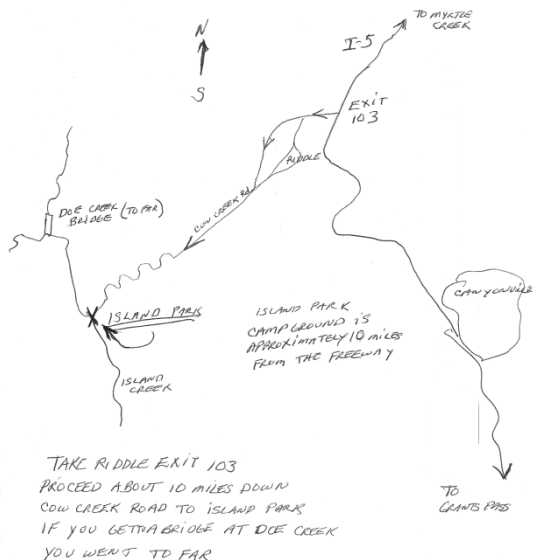 TO MYRTLE
CREEK
N
I-5
S
EXIT
103
RIDDLE
COW CREEK Rd
DOE CREEK
BRIDGE (TO FAR)
CANYONVILLE
ISLAND PARK
ISLAND PARK
CAMPGROUND IS
APPROXIMATELY 10 MILES
FROM THE FREEWAY
ISLAND
CREEK
TAKE RIDDLE EXIT 103
PROCEED ABOUT 10 MILES DOWN
COW CREEK ROAD TO ISLAND PARK
IF YOU GET TO A BRIDGE AT DOE CREEK
YOU WENT TO FAR
TO
GRANTS PASS